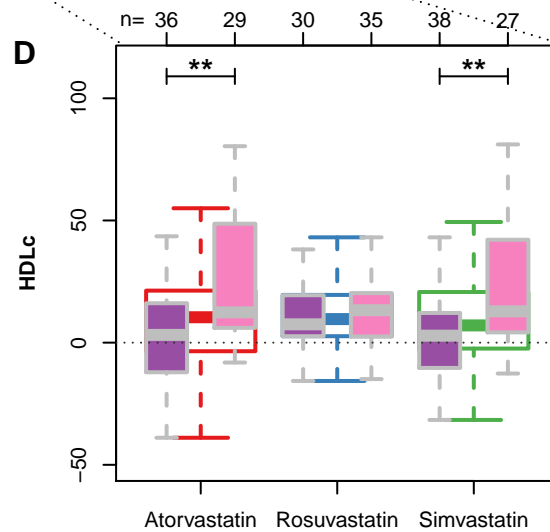 n= 36 29 30 35 38 27
D
** **
100
50
0
−50
HDLc
Atorvastatin Rosuvastatin Simvastatin